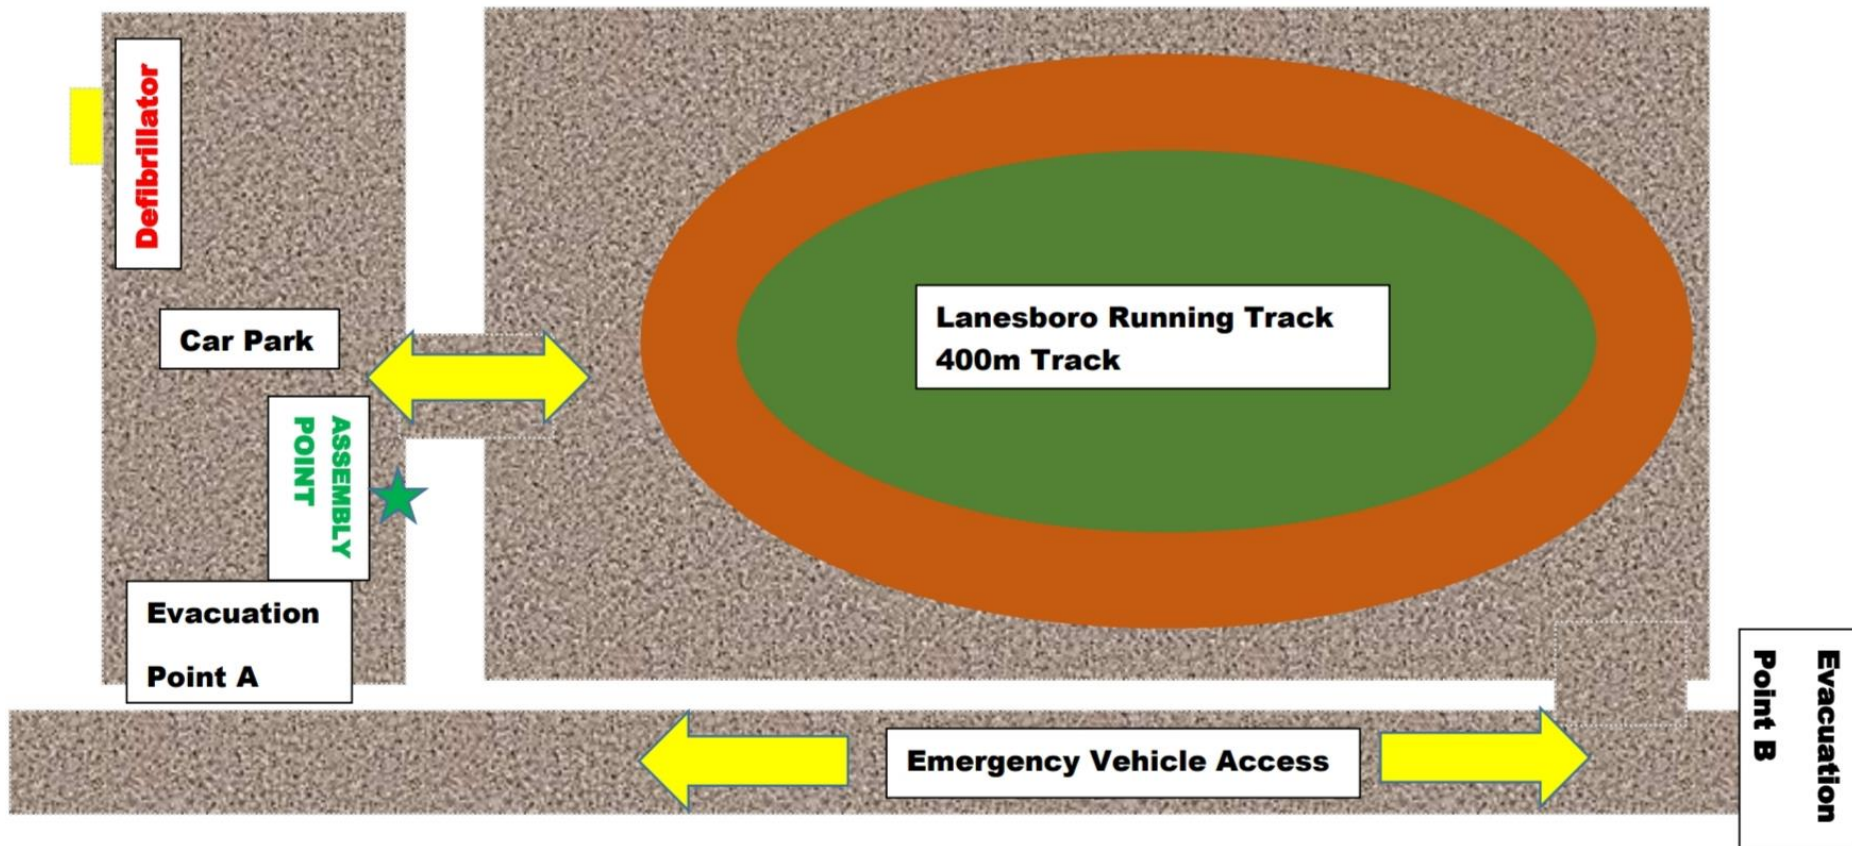 Defibrillator
Car Park
ASSEMBLY
POINT
Evacuation
Point A
Lanesboro Running Track
400m Track
Emergency Vehicle Access
Evacuation
Point B